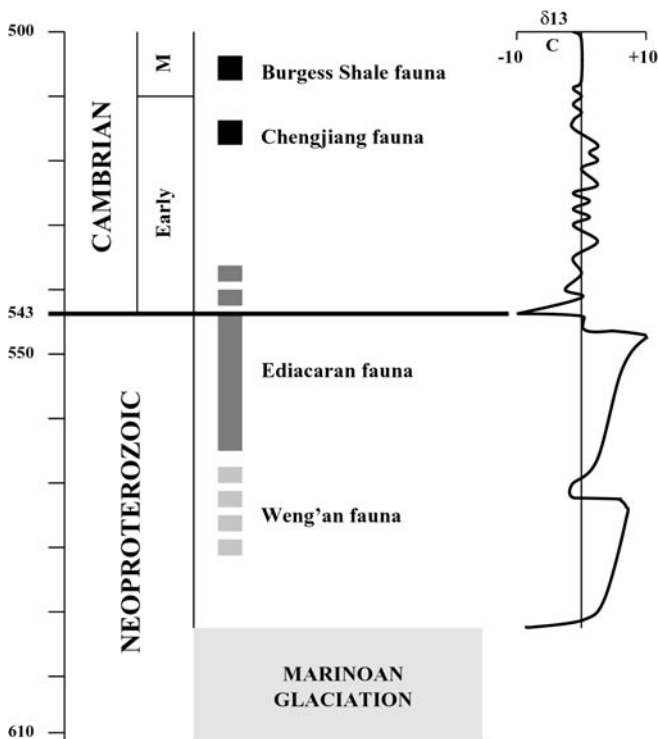 500
CAMBRIAN
M
Early
Burgess Shale fauna
Chengjiang fauna
δ13
C
-10
+10
543
550
NEOPROTEROZOIC
Ediacaran fauna
Weng'an fauna
MARINOAN
GLACIATION
610